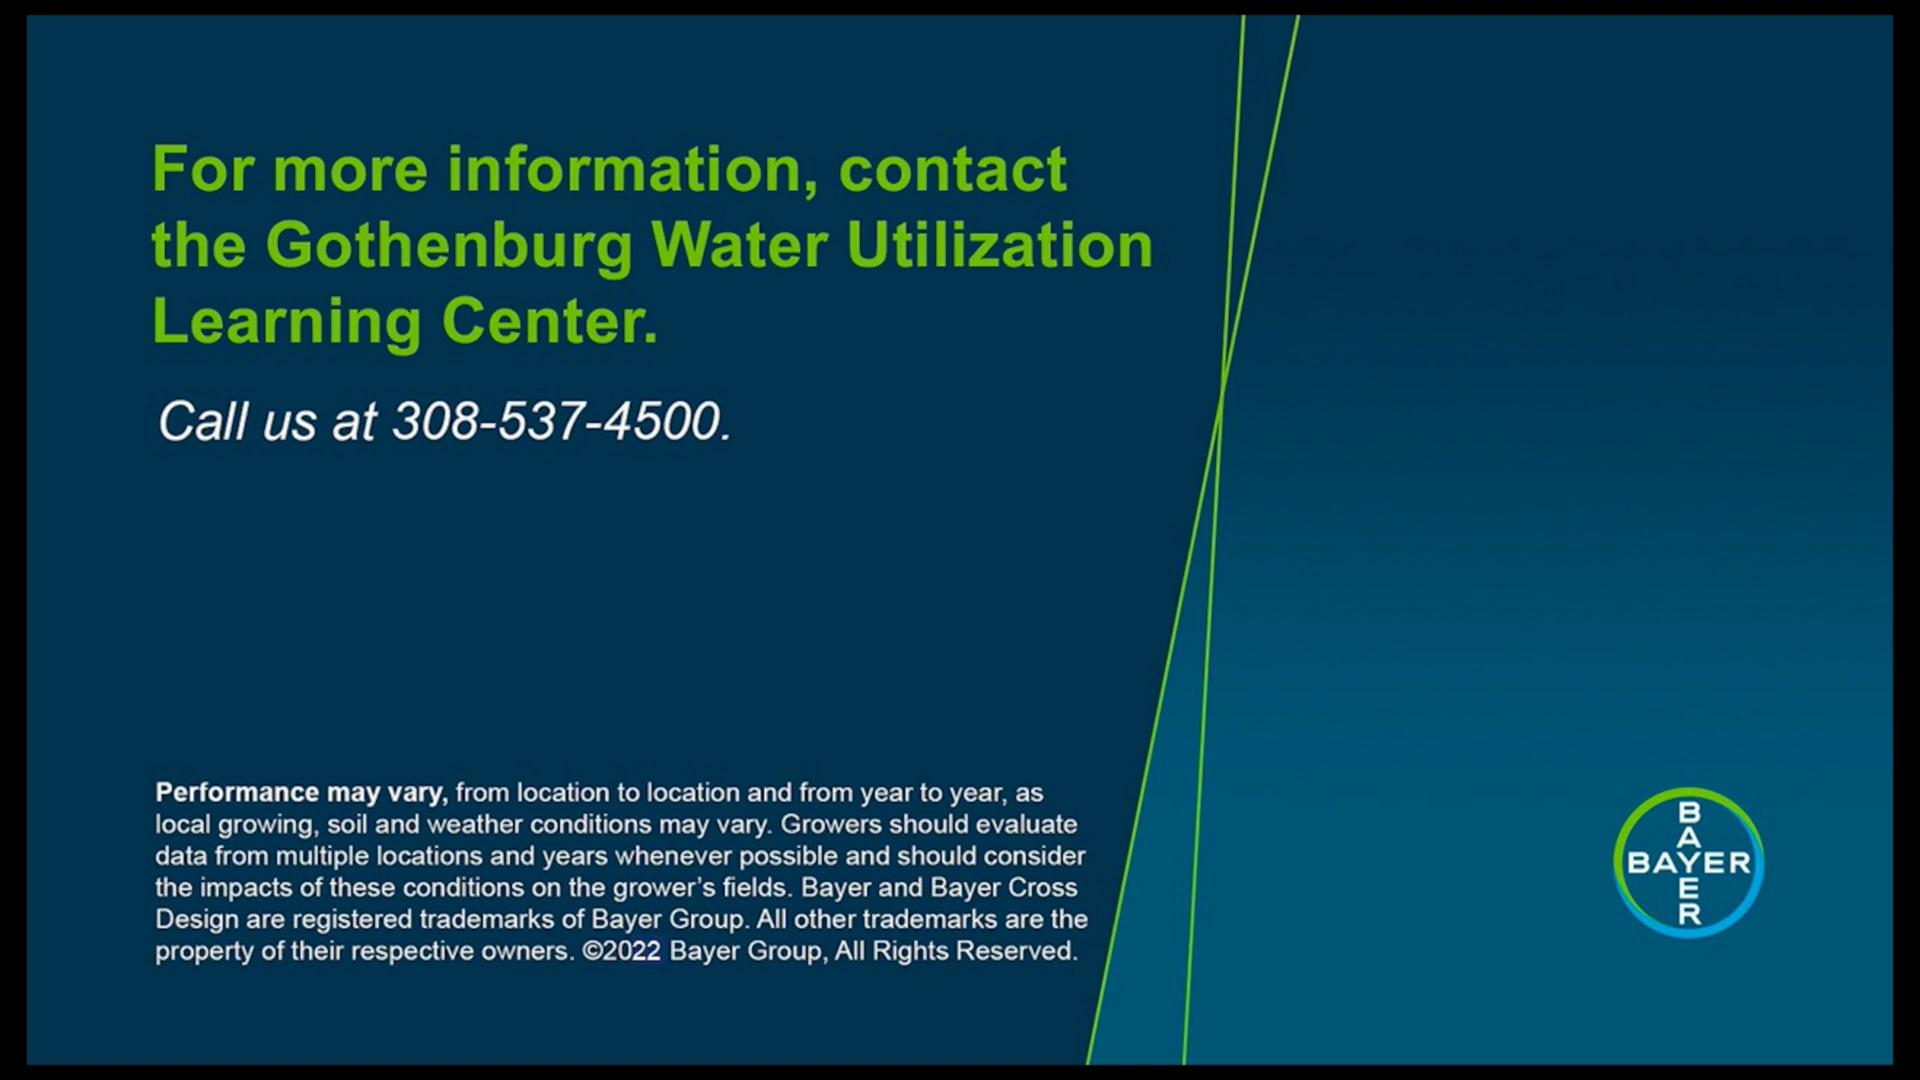 For more information, contact
the Gothenburg Water Utilization
Learning Center.
Call us at 308-537-4500.
Performance may vary, from location to location and from year to year, as
local growing, soil and weather conditions may vary. Growers should evaluate
data from multiple locations and years whenever possible and should consider
the impacts of these conditions on the grower's fields. Bayer and Bayer Cross
Design are registered trademarks of Bayer Group. All other trademarks are the
property of their respective owners. ©2022 Bayer Group, All Rights Reserved.
BAYER
BAYER